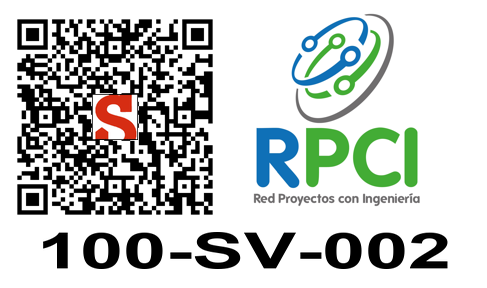 S
RPCI
Red Proyectos con Ingeniería
100-SV-002